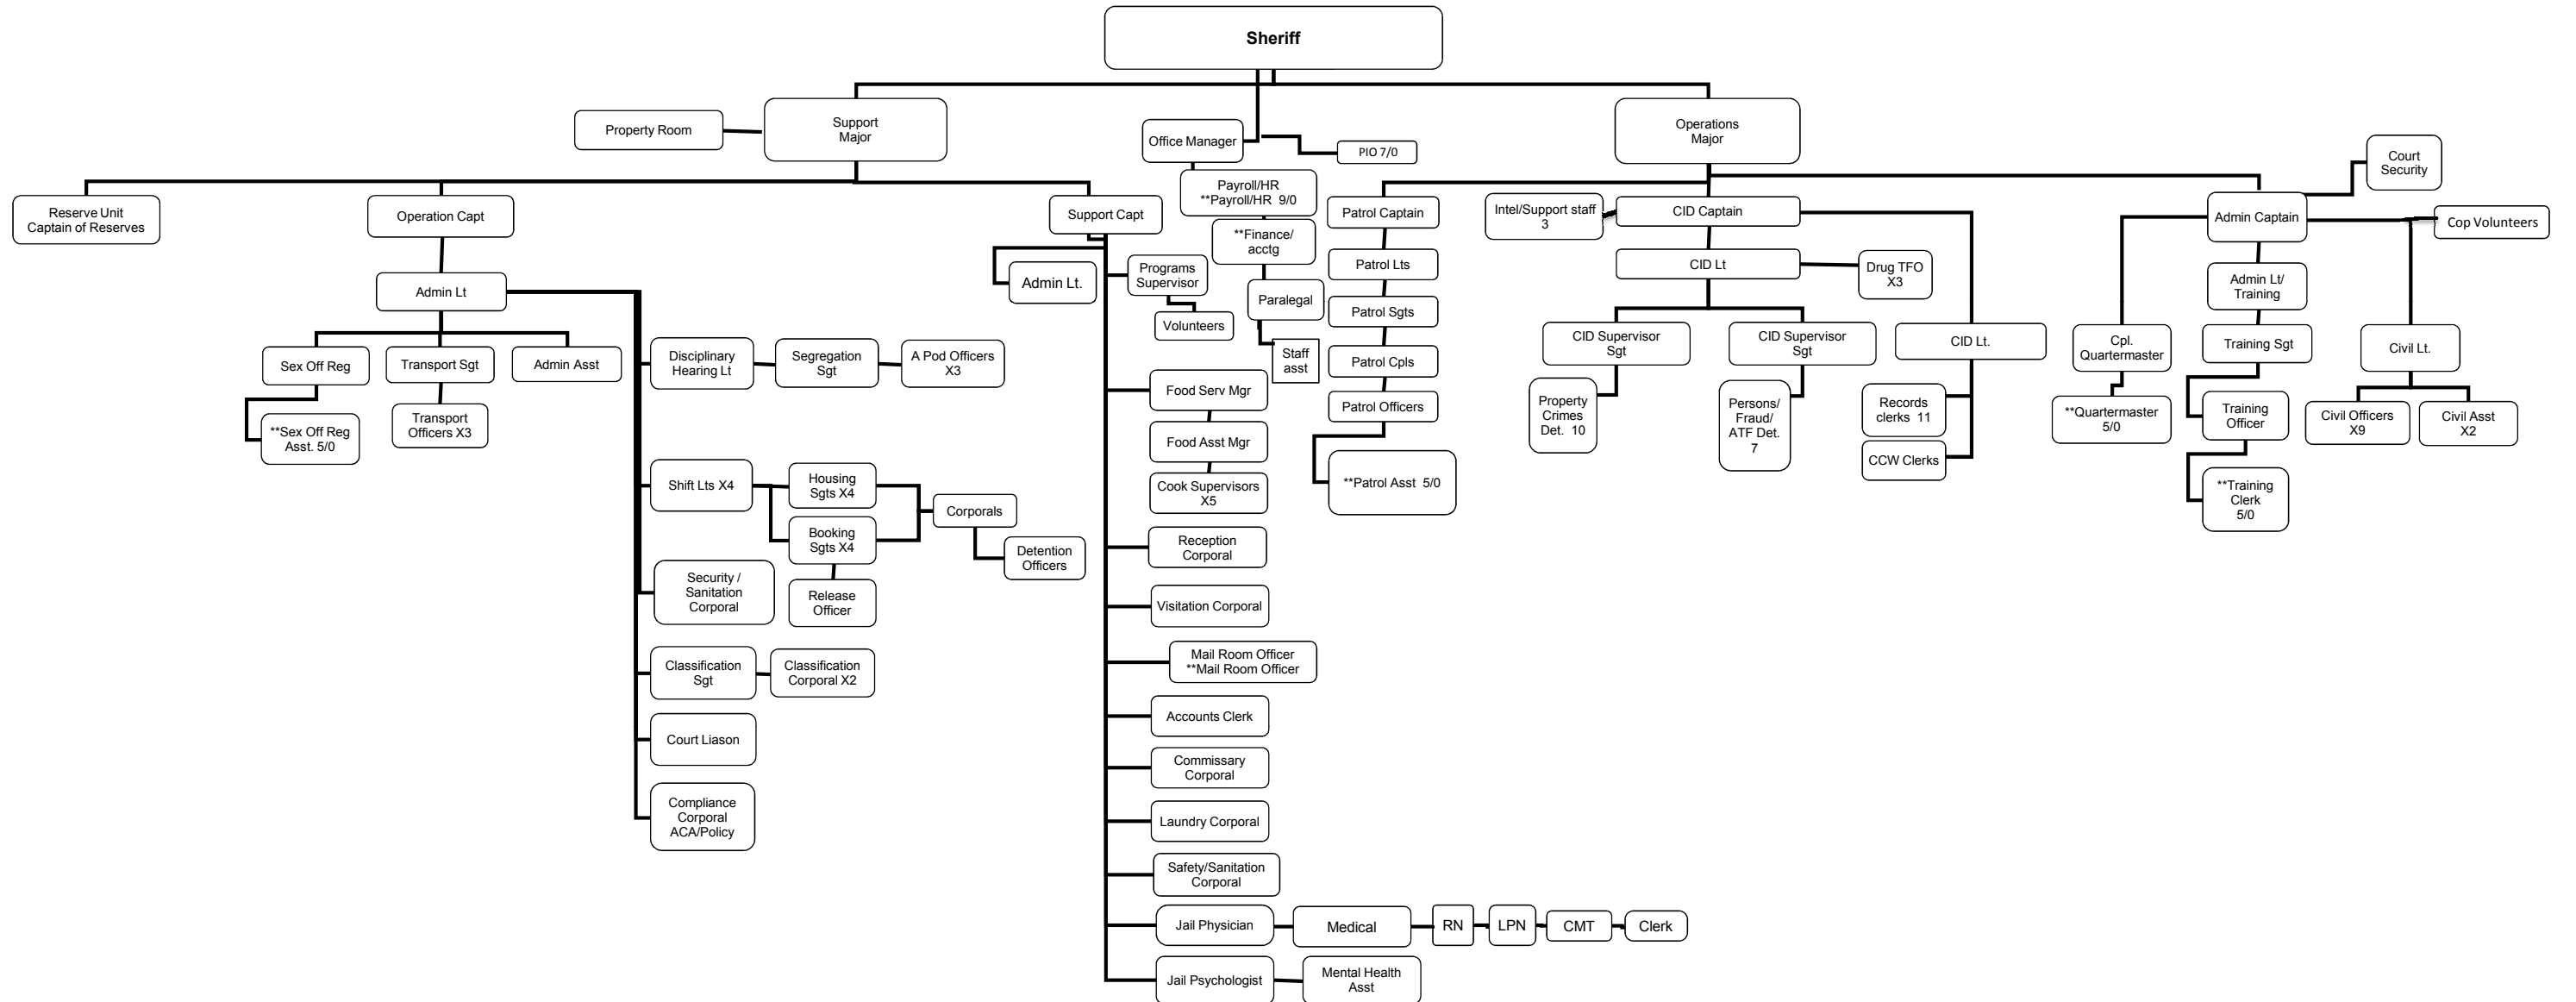 Sheriff
Property Room
Support
Major
Office Manager
PIO 7/0
Operations
Major
Court
Security
Reserve Unit
Captain of Reserves
Operation Capt
Support Capt
Payroll/HR
**Payroll/HR 9/0
Patrol Captain
Intel/Support staff
3
CID Captain
Admin Captain
Cop Volunteers
**Finance/
acctg
Admin Lt
Admin Lt.
Programs
Supervisor
Volunteers
Paralegal
Staff
asst
Patrol Lts
Patrol Sgts
Patrol Cpls
Patrol Officers
**Patrol Asst 5/0
CID Lt
Drug TFO
X3
CID Supervisor
Sgt
CID Supervisor
Sgt
CID Lt.
Property
Crimes
Det. 10
Persons/
Fraud/
ATF Det.
7
Records
clerks 11
CCW Clerks
Admin Lt/
Training
Cpl.
Quartermaster
Training Sgt
Civil Lt.
**Quartermaster
5/0
Training
Officer
Civil Officers
X9
Civil Asst
X2
**Training
Clerk
5/0
Sex Off Reg
Transport Sgt
Admin Asst
**Sex Off Reg
Asst. 5/0
Transport
Officers X3
Disciplinary
Hearing Lt
Segregation
Sgt
A Pod Officers
X3
Shift Lts X4
Housing
Sgts X4
Corporals
Booking
Sgts X4
Detention
Officers
Release
Officer
Security /
Sanitation
Corporal
Classification
Sgt
Classification
Corporal X2
Court Liason
Compliance
Corporal
ACA/Policy
Food Serv Mgr
Food Asst Mgr
Cook Supervisors
X5
Reception
Corporal
Visitation Corporal
Mail Room Officer
**Mail Room Officer
Accounts Clerk
Commissary
Corporal
Laundry Corporal
Safety/Sanitation
Corporal
Jail Physician
Medical
RN
LPN
CMT
Clerk
Jail Psychologist
Mental Health
Asst